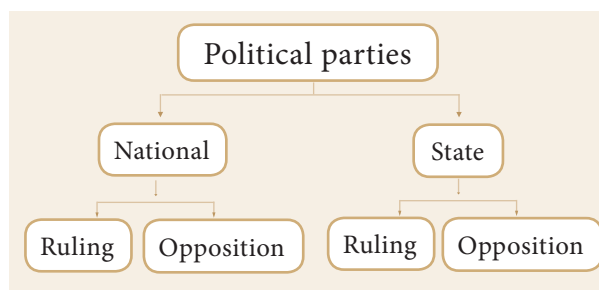 Political parties
National
State
Ruling
Opposition
Ruling
Opposition